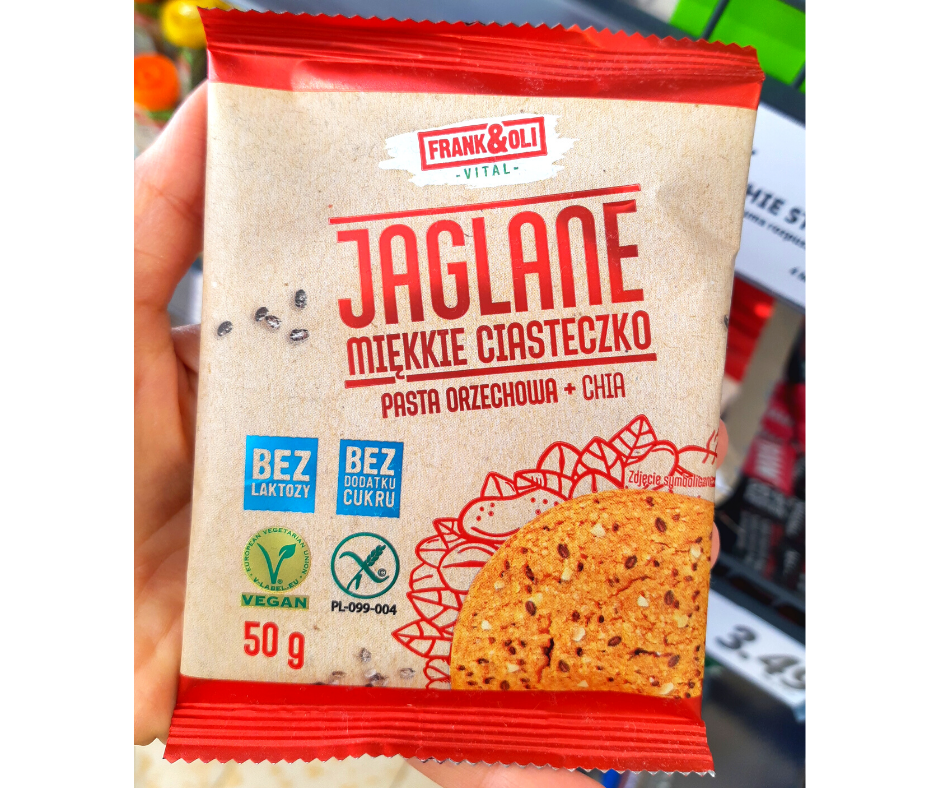 FRANK&OLI
-VITAL-
JAGLANE
MIĘKKIE CIASTECZKO
PASTA ORZECHOWA + CHIA
BEZ
LAKTOZY
BEZ
DODATKU
CUKRU
Zdjęcie
EUROPEAN VEGETARIAN UNION
V-LABEL.EU
VEGAN
©
PL-099-004
50 g
HIE
3.49